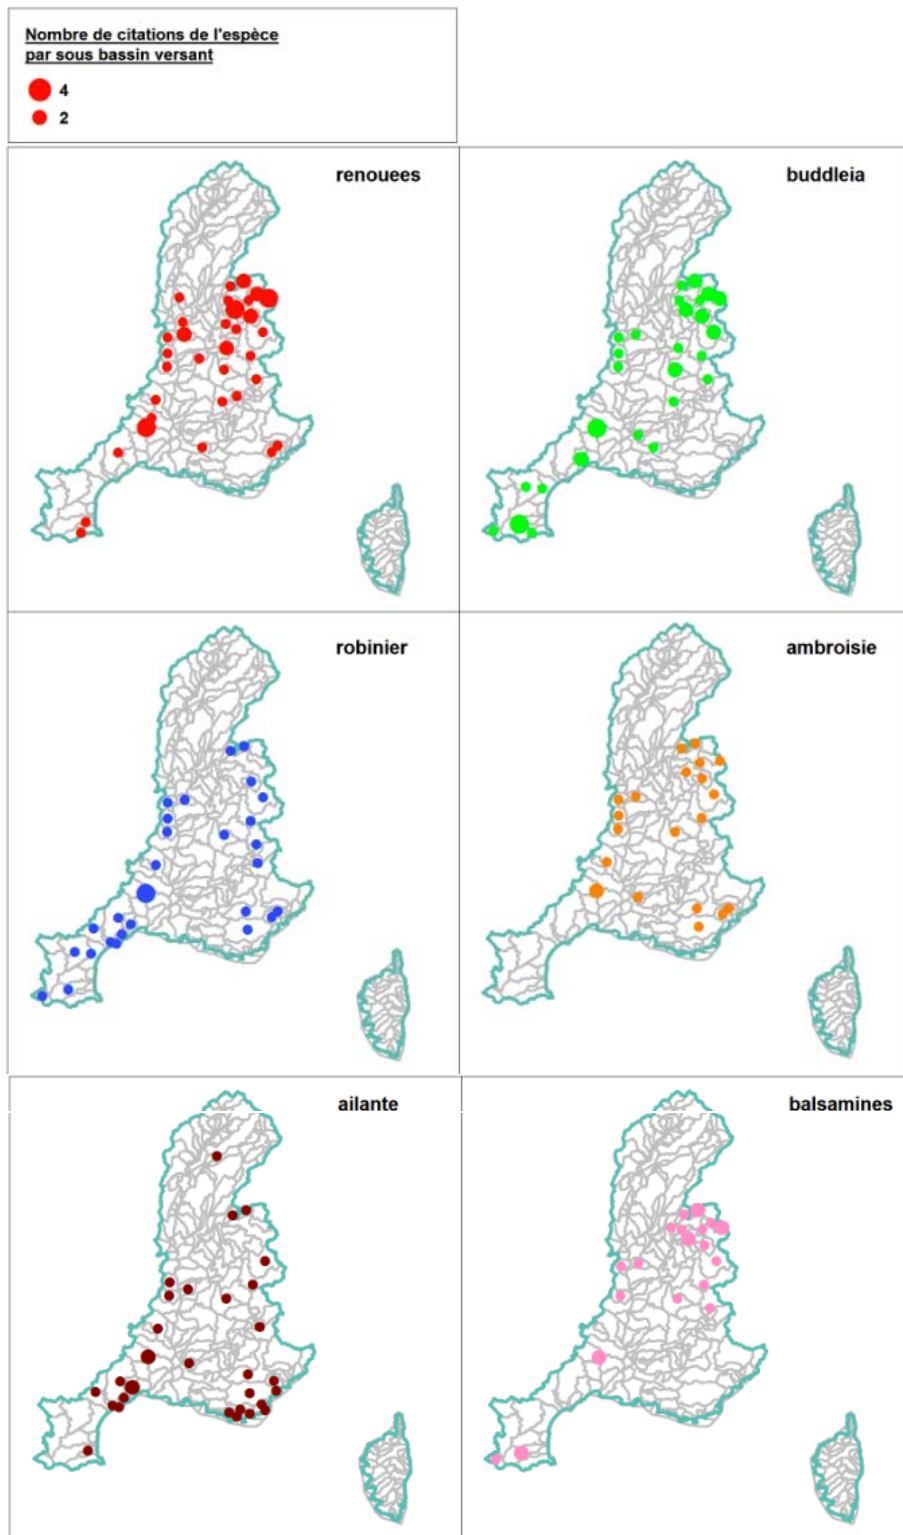 Nombre de citations de l'espèce
par sous bassin versant
4
2
renouees
buddleia
robinier
ambroisie
ailante
balsamines